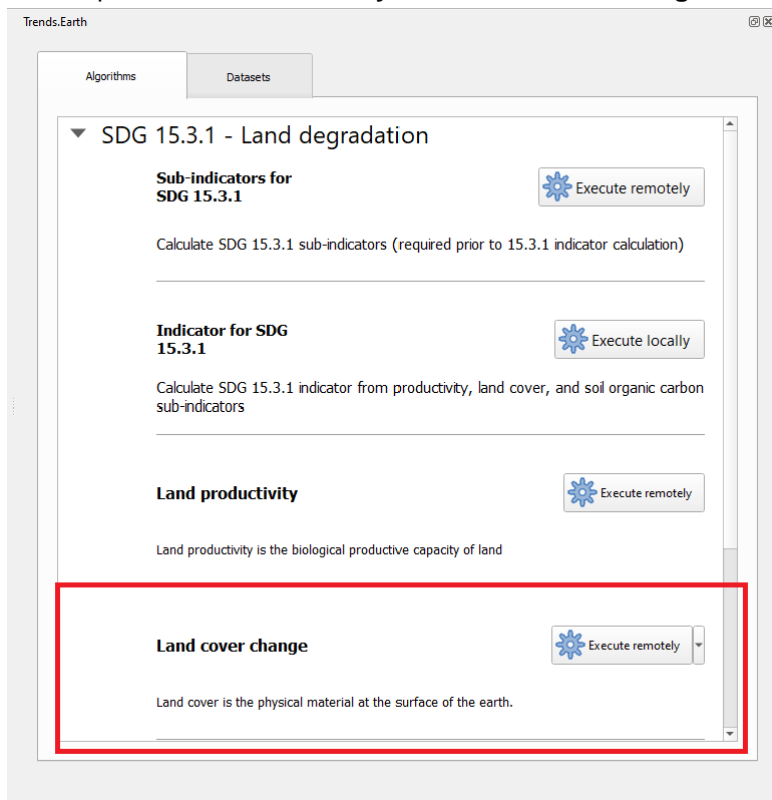 Trends.Earth
Algorithms
Datasets
SDG 15.3.1 - Land degradation
Sub-indicators for
SDG 15.3.1
Execute remotely
Calculate SDG 15.3.1 sub-indicators (required prior to 15.3.1 indicator calculation)
Indicator for SDG
15.3.1
Execute locally
Calculate SDG 15.3.1 indicator from productivity, land cover, and soil organic carbon
sub-indicators
Land productivity
Execute remotely
Land productivity is the biological productive capacity of land
Land cover change
Execute remotely
Land cover is the physical material at the surface of the earth.